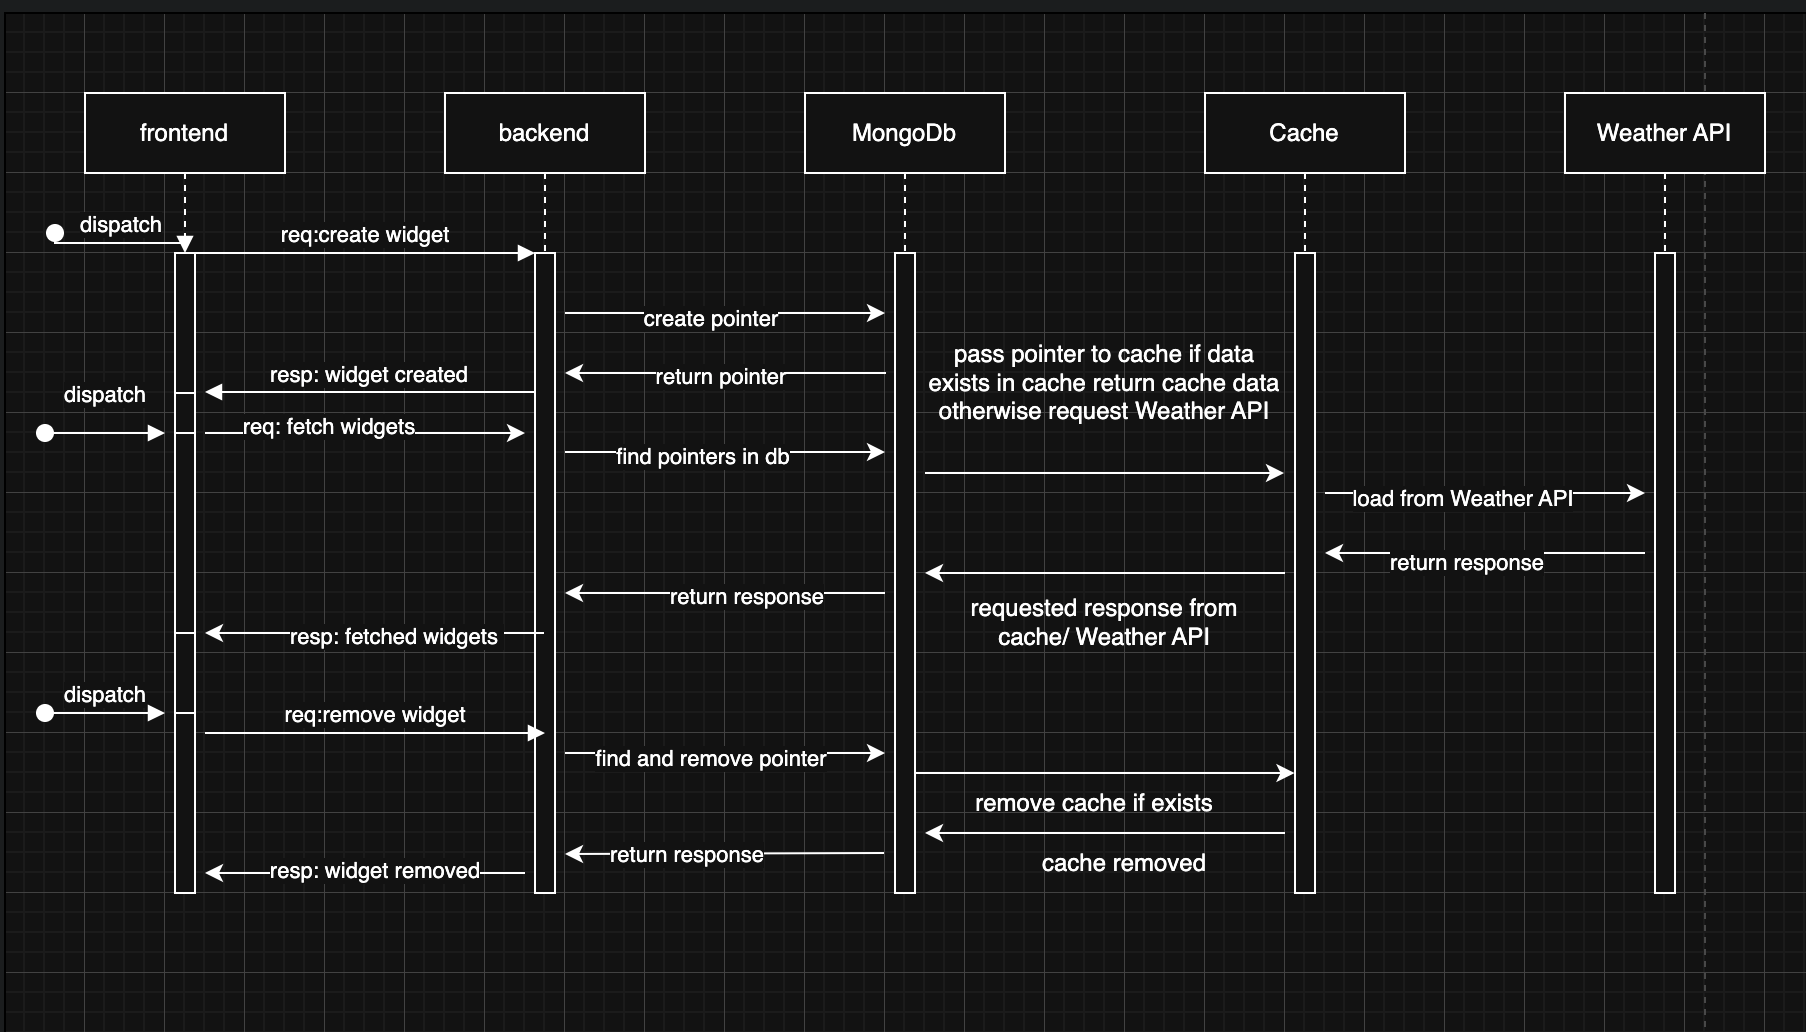 frontend
backend
MongoDb
Cache
Weather API
dispatch
req:create widget
create pointer
pass pointer to cache if data
exists in cache return cache data
otherwise request Weather API
return pointer
resp: widget created
dispatch
req: fetch widgets
find pointers in db
load from Weather API
return response
requested response from
cache/ Weather API
return response
resp: fetched widgets
dispatch
req:remove widget
find and remove pointer
remove cache if exists
cache removed
return response
resp: widget removed